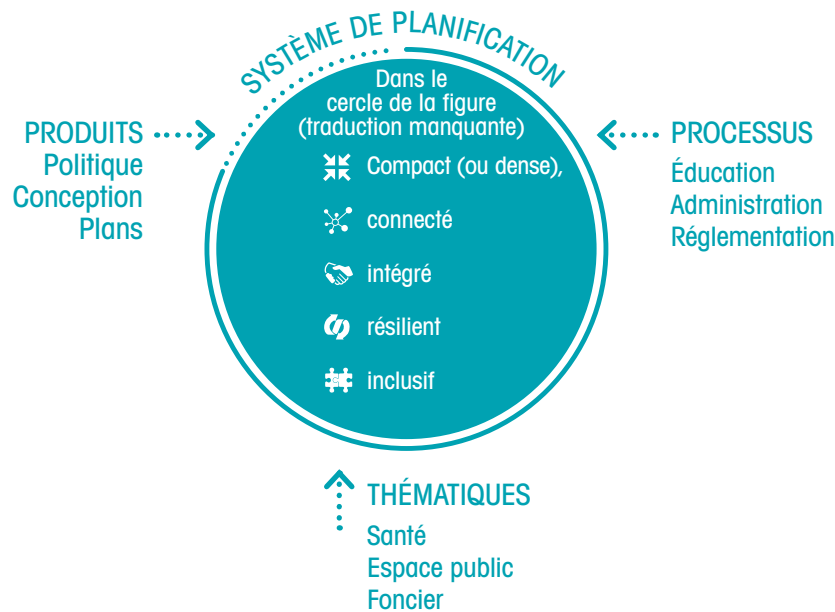 SYSTÈME DE PLANIFICATION
Dans le
cercle de la figure
(traduction manquante)
Compact (ou dense),
connecté
intégré
résilient
inclusif
PRODUITS
Politique
Conception
Plans
PROCESSUS
Éducation
Administration
Réglementation
THÉMATIQUES
Santé
Espace public
Foncier